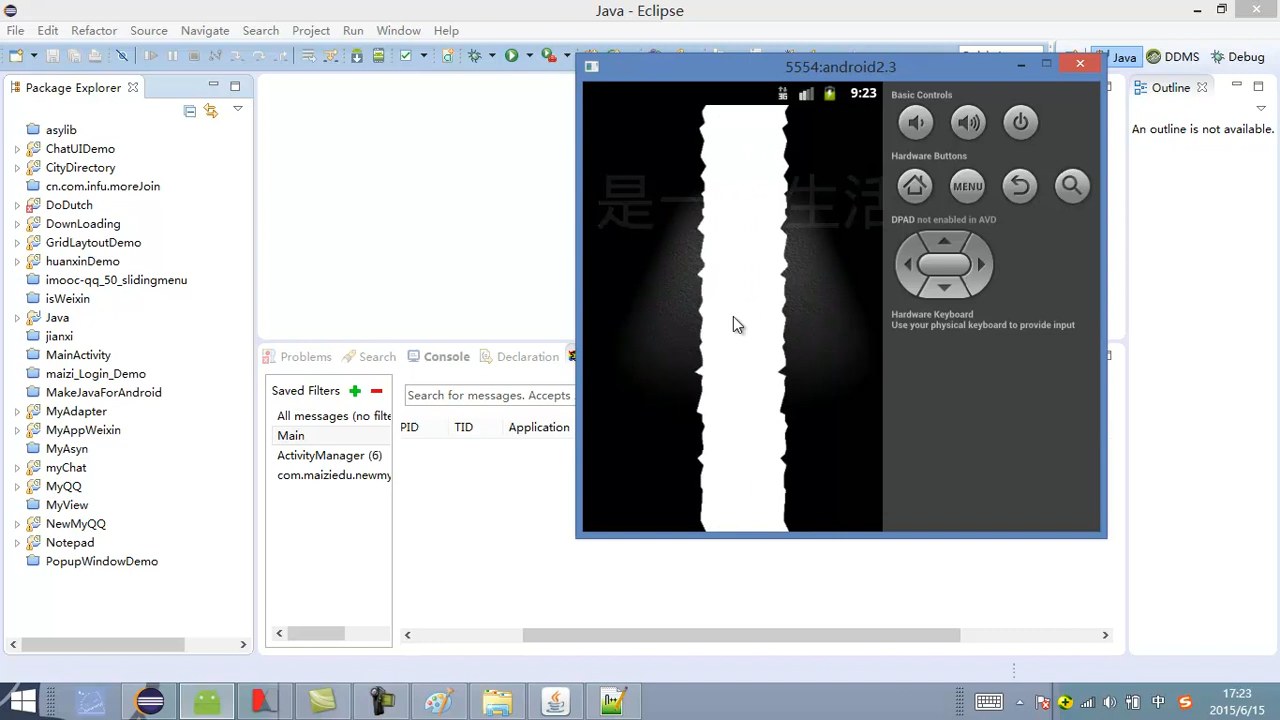 Java - Eclipse
File Edit Refactor Source Navigate Search Project Run Window Help
Java DDMS Debug
Package Explorer
asylib
ChatUIDemo
CityDirectory
cn.com.infu.moreJoin
DoDutch
DownLoading
GridLaytoutDemo
huanxinDemo
imooc-qq_50_slidingmenu
isWeixin
Java
jianxi
MainActivity
maizi_Login_Demo
MakeJavaForAndroid
MyAdapter
MyAppWeixin
MyAsyn
myChat
MyQQ
MyView
NewMyQQ
Notepad
PopupWindowDemo
5554:android2.3
9:23
是一
生活
Basic Controls
Hardware Buttons
MENU
DPAD not enabled in AVD
Hardware Keyboard
Use your physical keyboard to provide input
Outline
An outline is not available.
Problems Search Console Declaration
Saved Filters
All messages (no filte
Main
ActivityManager (6)
com.maiziedu.newmy
Search for messages. Accepts
PID TID Application
中
17:23
2015/6/15